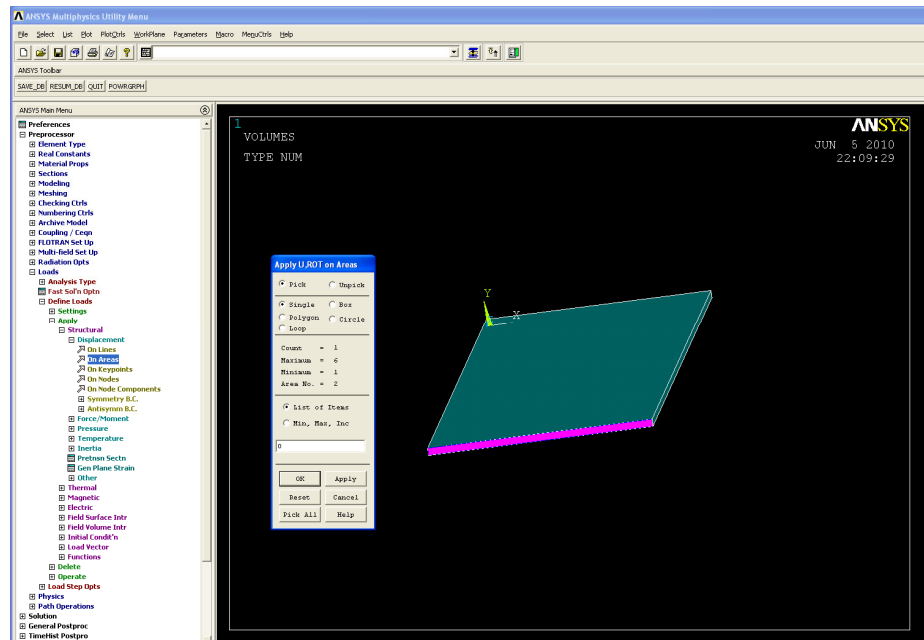 ANSYS Multiphysics Utility Menu
File Select List Plot PlotCtrls WorkPlane Parameters Macro MenuCtrls Help
ANSYS Toolbar
SAVE_DB RESUM_DB QUIT POWRGRPH
ANSYS Main Menu
Preferences
Preprocessor
Element Type
Real Constants
Material Props
Sections
Modeling
Meshing
Checking Ctrls
Numbering Ctrls
Archive Model
Coupling / Ceqn
FLOTRAN Set Up
Multi-field Set Up
Radiation Opts
Loads
Analysis Type
Fast Sol'n Optn
Define Loads
Settings
Apply
Structural
Displacement
On Lines
On Areas
On Keypoints
On Nodes
On Node Components
Symmetry B.C.
Antisymm B.C.
Force/Moment
Pressure
Temperature
Inertia
Pretnsn Sectn
Gen Plane Strain
Other
Thermal
Magnetic
Electric
Field Surface Intr
Field Volume Intr
Initial Condit'n
Load Vector
Functions
Delete
Operate
Load Step Opts
Physics
Path Operations
Solution
General Postproc
TimeHist Postpro
1
VOLUMES
TYPE NUM
ANSYS
JUN 5 2010
22:09:29
Apply U,ROT on Areas
Pick Unpick
Single Box
Polygon Circle
Loop
Count = 1
Maximum = 6
Minimum = 1
Area No. = 2
List of Items
Min, Max, Inc
0
OK Apply
Reset Cancel
Pick All Help
Y
X